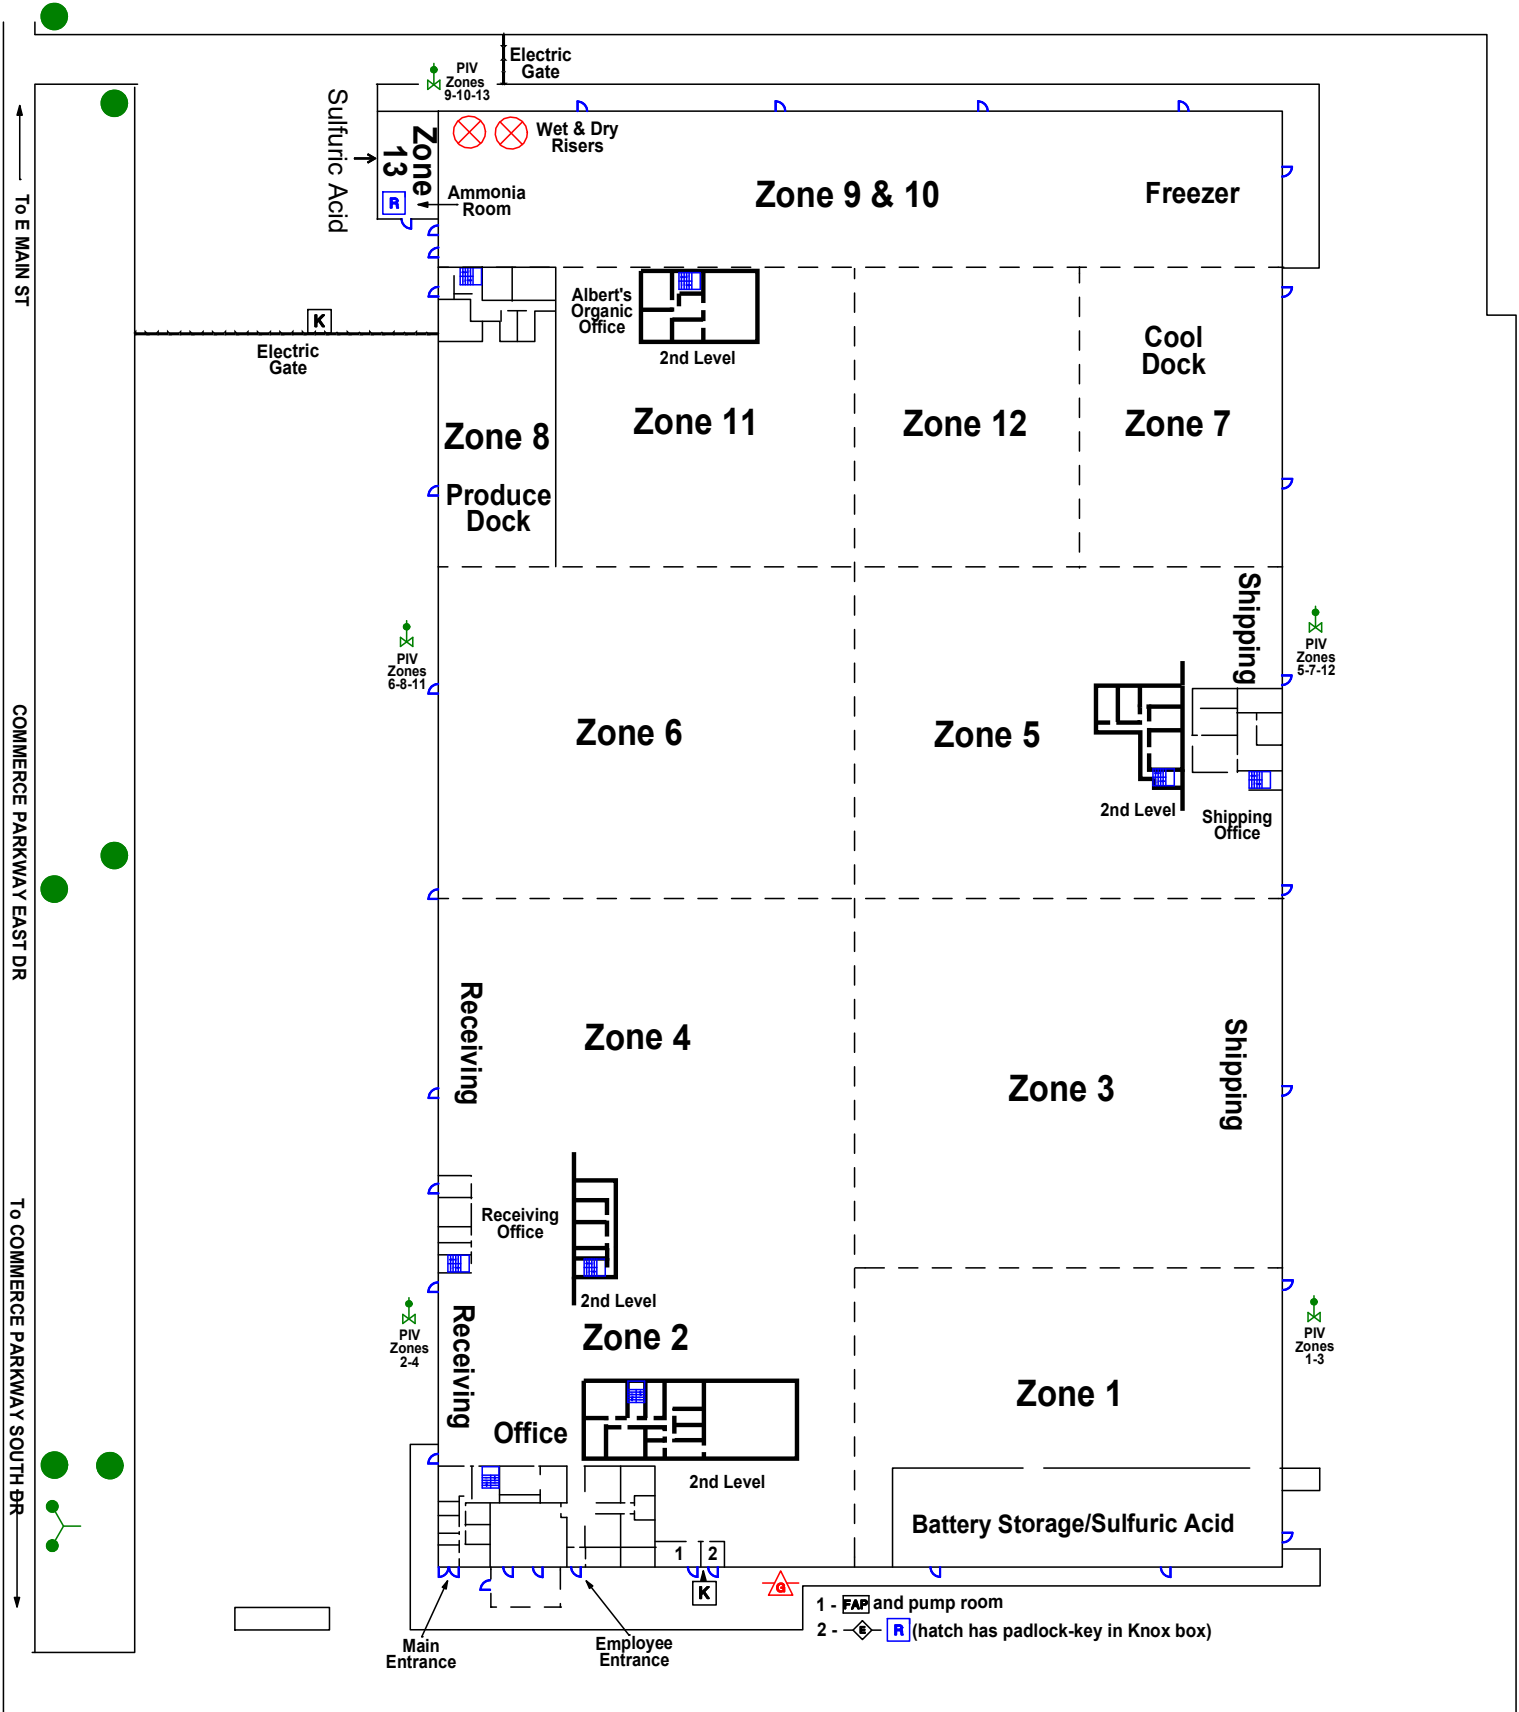 Electric
Gate
PIV
Zones
9-10-13
Sulfuric Acid
Zone
13
R
Ammonia
Room
Wet & Dry
Risers
Zone 9 & 10
Freezer
To E MAIN ST
K
Electric
Gate
Albert's
Organic
Office
2nd Level
Cool
Dock
Zone 8
Zone 11
Zone 12
Zone 7
Produce
Dock
Shipping
PIV
Zones
6-8-11
PIV
Zones
5-7-12
Zone 6
Zone 5
2nd Level
Shipping
Office
COMMERCE PARKWAY EAST DR
Receiving
Zone 4
Zone 3
Shipping
Receiving
Office
2nd Level
To COMMERCE PARKWAY SOUTH DR
PIV
Zones
2-4
Receiving
Zone 2
PIV
Zones
1-3
Zone 1
Office
2nd Level
Battery Storage/Sulfuric Acid
1
2
K
G
1 - FAP and pump room
2 - E R (hatch has padlock-key in Knox box)
Main
Entrance
Employee
Entrance